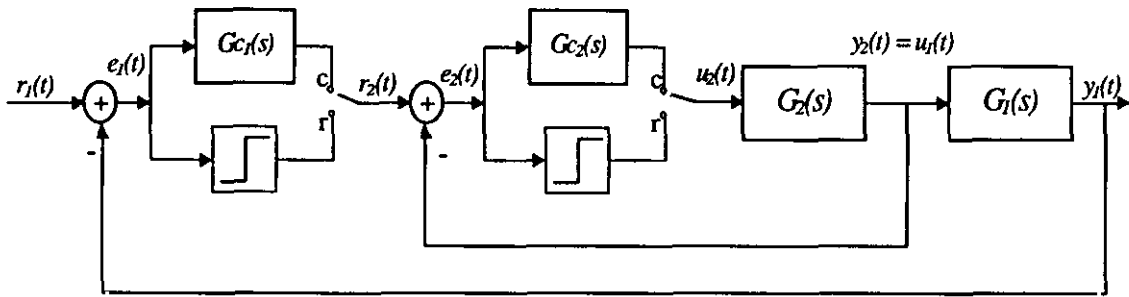 Gc1(s)
Gc2(s)
y2(t) = u1(t)
e1(t)
r1(t)
+
-
c
r
r2(t)
e2(t)
+
-
c
r
u2(t)
G2(s)
G1(s)
y1(t)